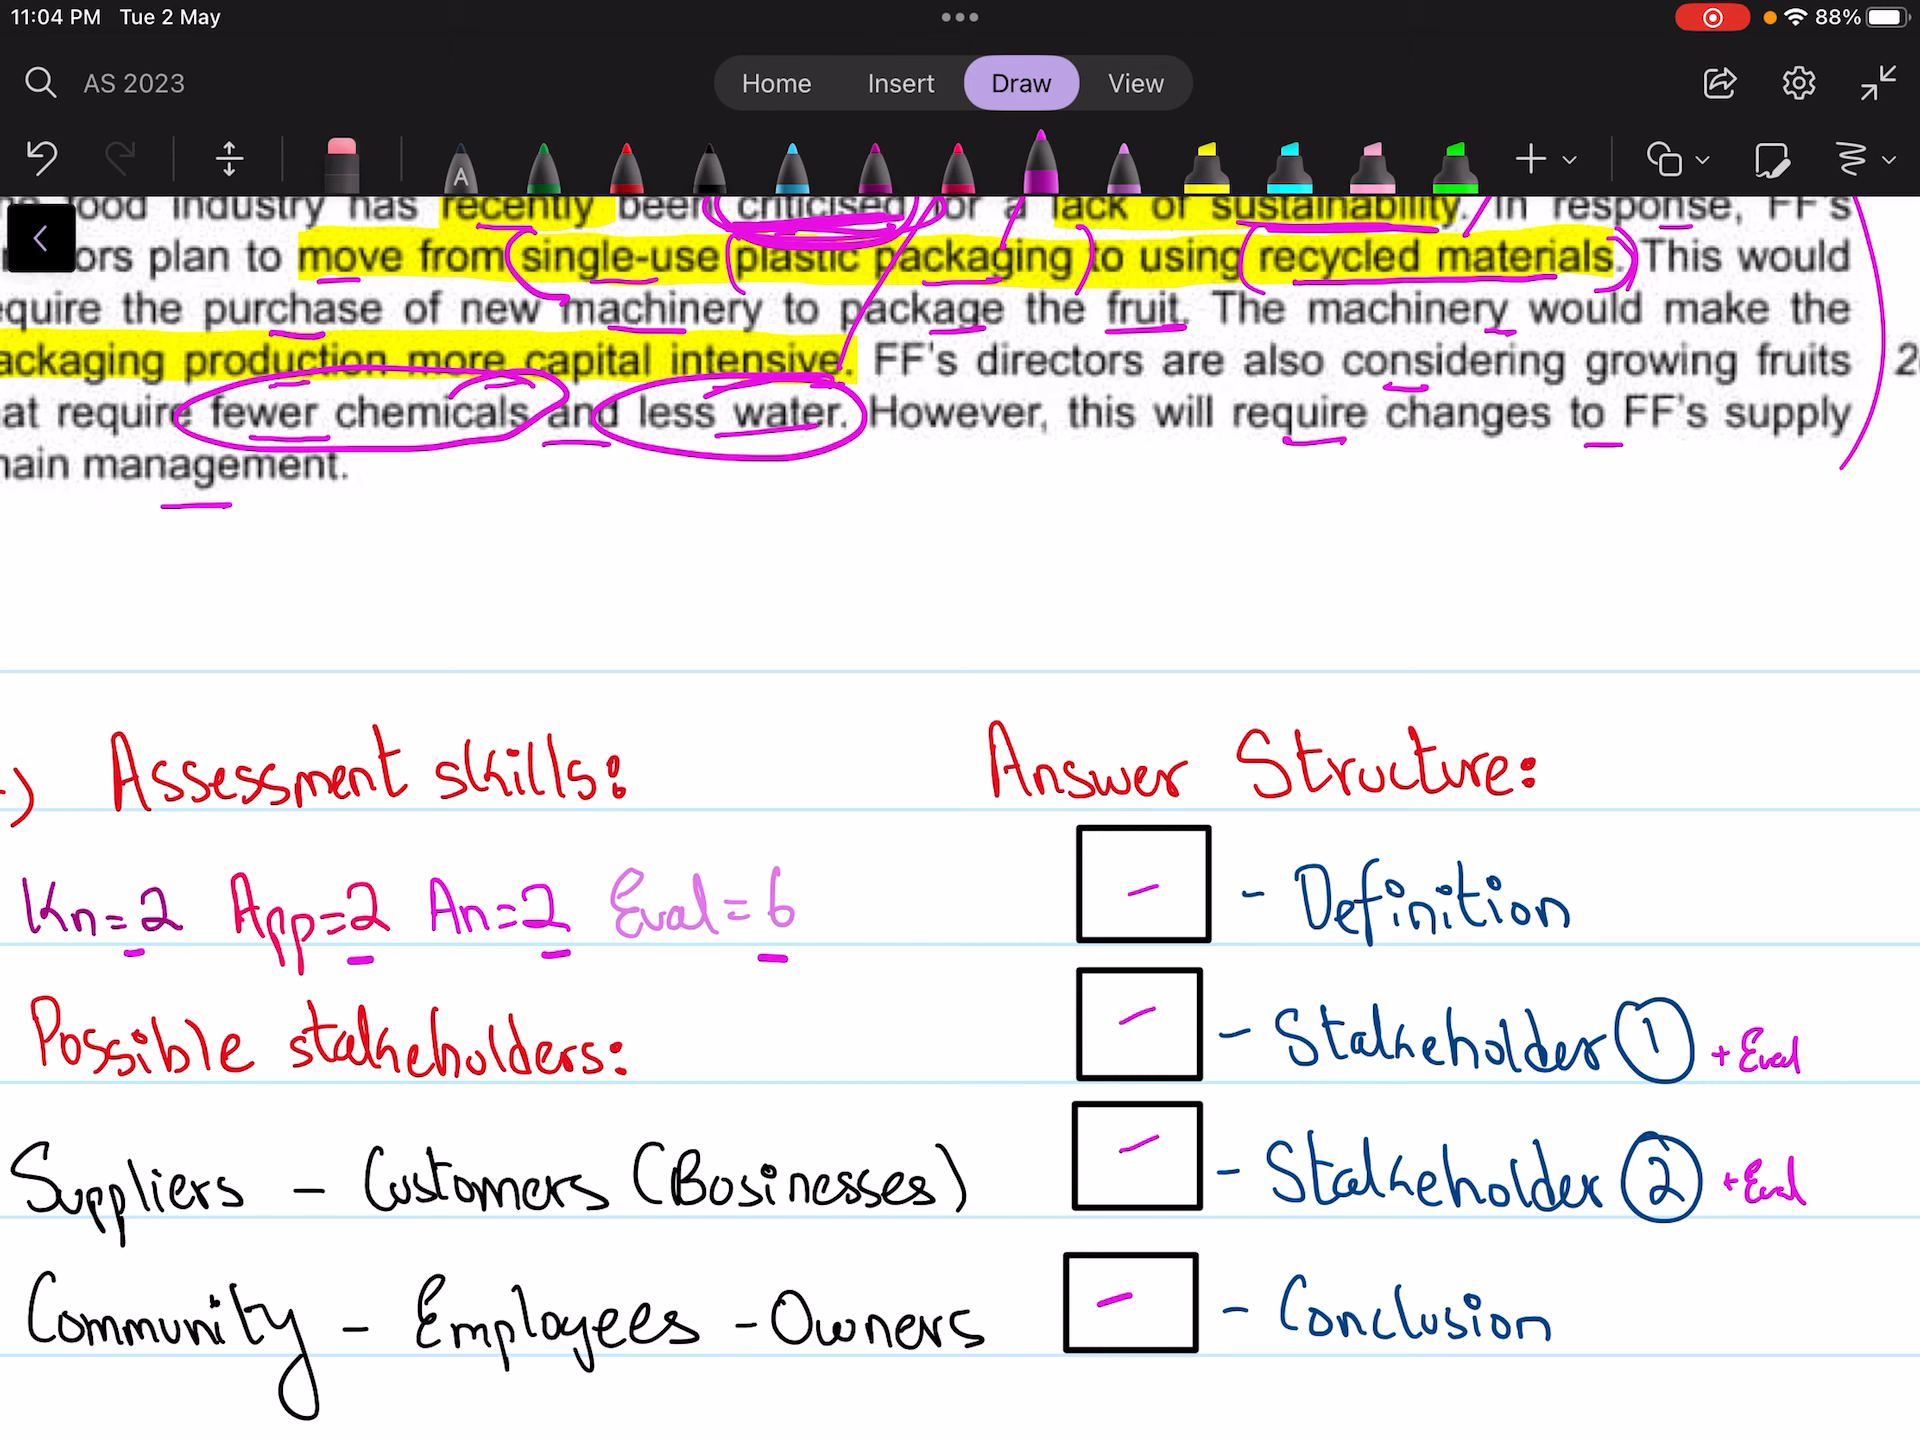 11:04 PM Tue 2 May
88%
AS 2023
Home Insert Draw View
A
food industry has recently been criticised for a lack of sustainability. In response, FF's
ors plan to move from single-use plastic packaging to using recycled materials. This would
equire the purchase of new machinery to package the fruit. The machinery would make the
ackaging production more capital intensive. FF's directors are also considering growing fruits 2
at require fewer chemicals and less water. However, this will require changes to FF's supply
hain management.
) Assessment skills:
Answer Structure:
Kn=2 App=2 An=2 Eval=6
- Definition
Possible stakeholders:
- Stakeholder 1 + Eval
Suppliers - Customers (Businesses)
- Stakeholder 2 + Eval
Community - Employees - Owners
- Conclusion